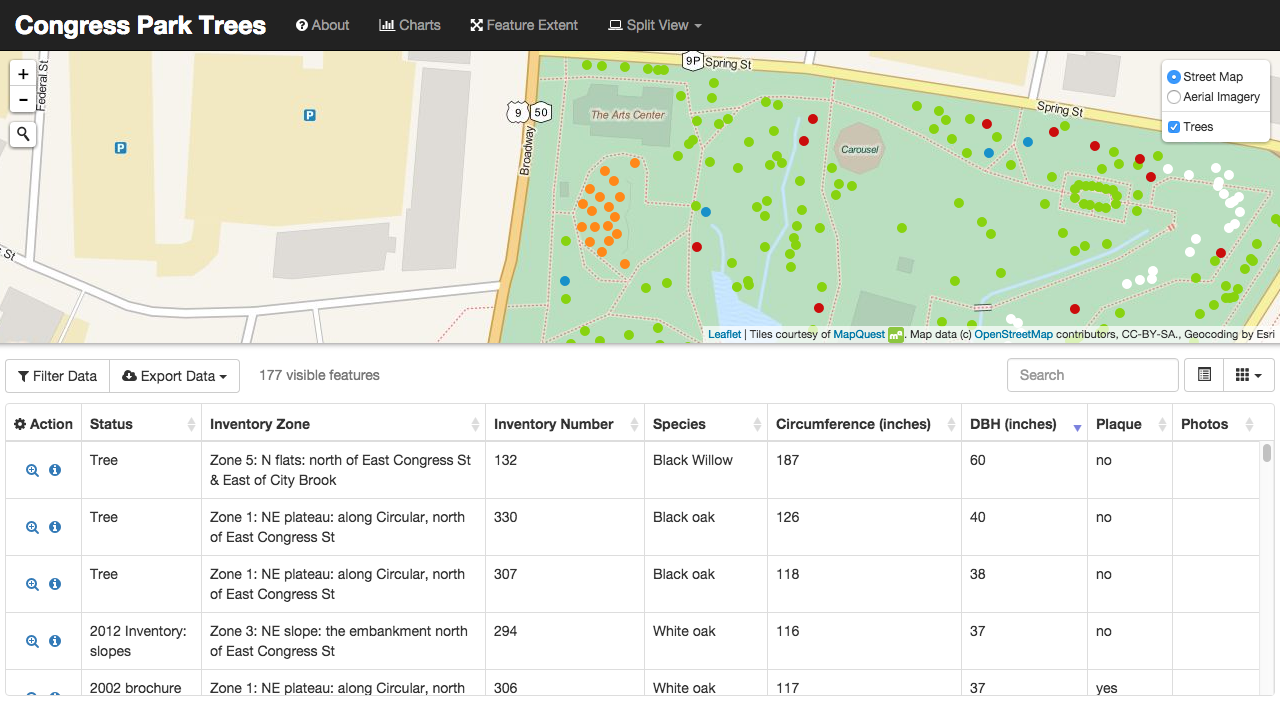 Congress Park Trees
About
Charts
Feature Extent
Split View
+
-
Federal St
P
P
9
50
Broadway
The Arts Center
9P
Spring St
Carousel
Spring St
St
Street Map
Aerial Imagery
Trees
Leaflet | Tiles courtesy of MapQuest . Map data (c) OpenStreetMap contributors, CC-BY-SA., Geocoding by Esri
Filter Data
Export Data
177 visible features
Search
Action Status Inventory Zone Inventory Number Species Circumference (inches) DBH (inches) Plaque Photos
Tree Zone 5: N flats: north of East Congress St 132 Black Willow 187 60 no
& East of City Brook
Tree Zone 1: NE plateau: along Circular, north 330 Black oak 126 40 no
of East Congress St
Tree Zone 1: NE plateau: along Circular, north 307 Black oak 118 38 no
of East Congress St
2012 Inventory: Zone 3: NE slope: the embankment north 294 White oak 116 37 no
slopes of East Congress St
2002 brochure Zone 1: NE plateau: along Circular, north 306 White oak 117 37 yes